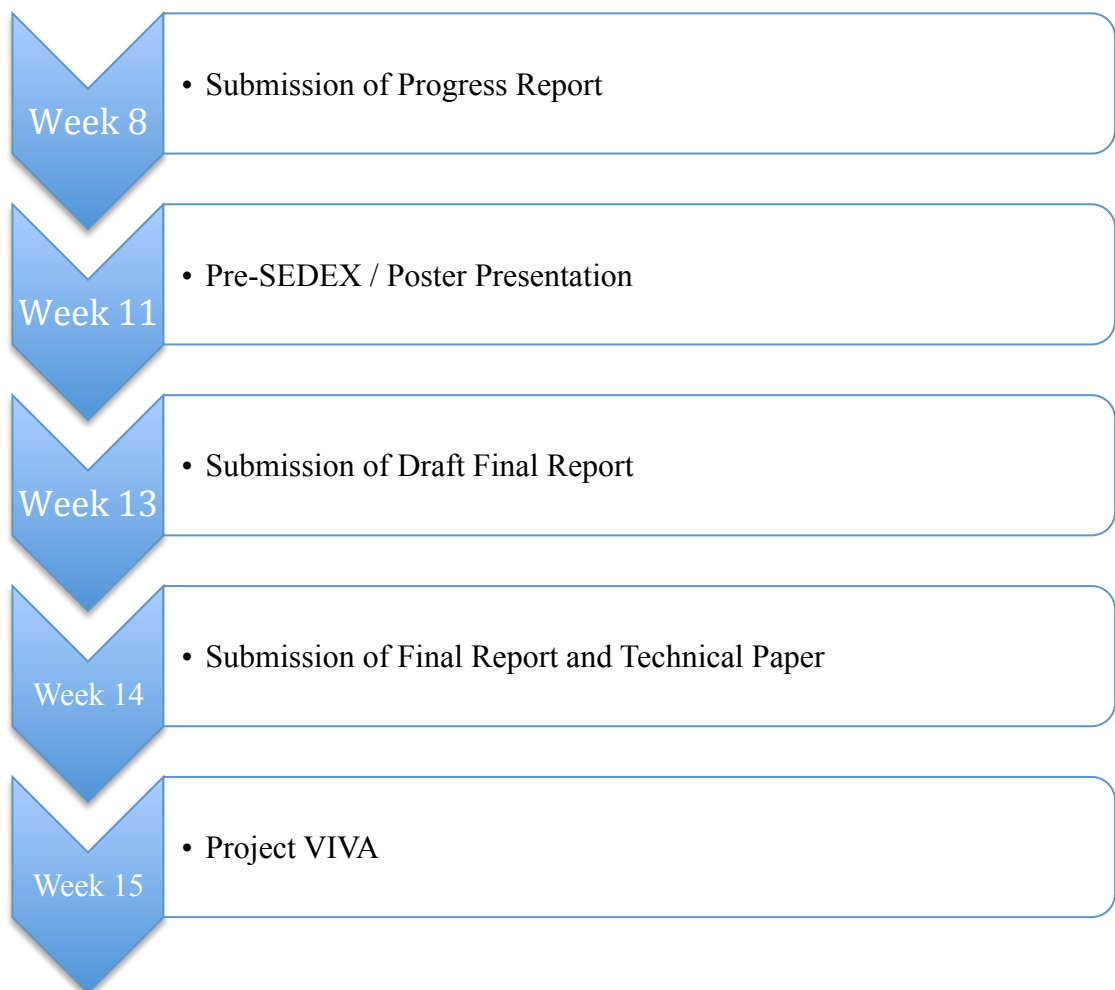 Week 8
• Submission of Progress Report
Week 11
• Pre-SEDEX / Poster Presentation
Week 13
• Submission of Draft Final Report
Week 14
• Submission of Final Report and Technical Paper
Week 15
• Project VIVA